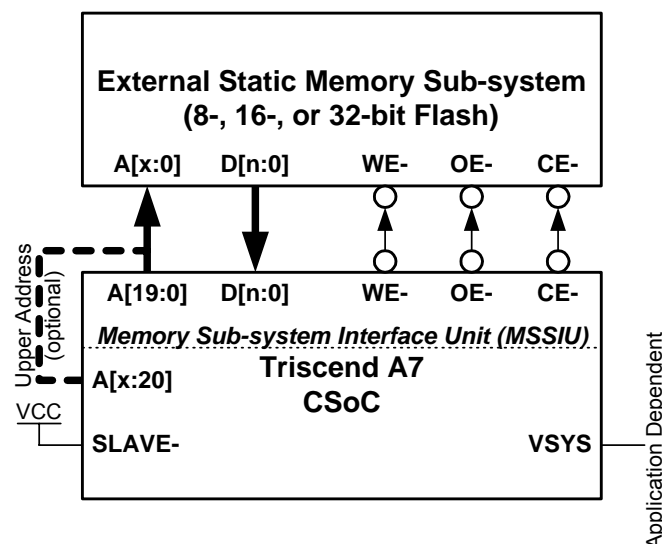 External Static Memory Sub-system
(8-, 16-, or 32-bit Flash)
A[x:0] D[n:0] WE- OE- CE-
Upper Address
(optional)
A[19:0] D[n:0] WE- OE- CE-
Memory Sub-system Interface Unit (MSSIU)
Triscend A7
CSoC
A[x:20]
VCC
SLAVE- VSYS
Application Dependent